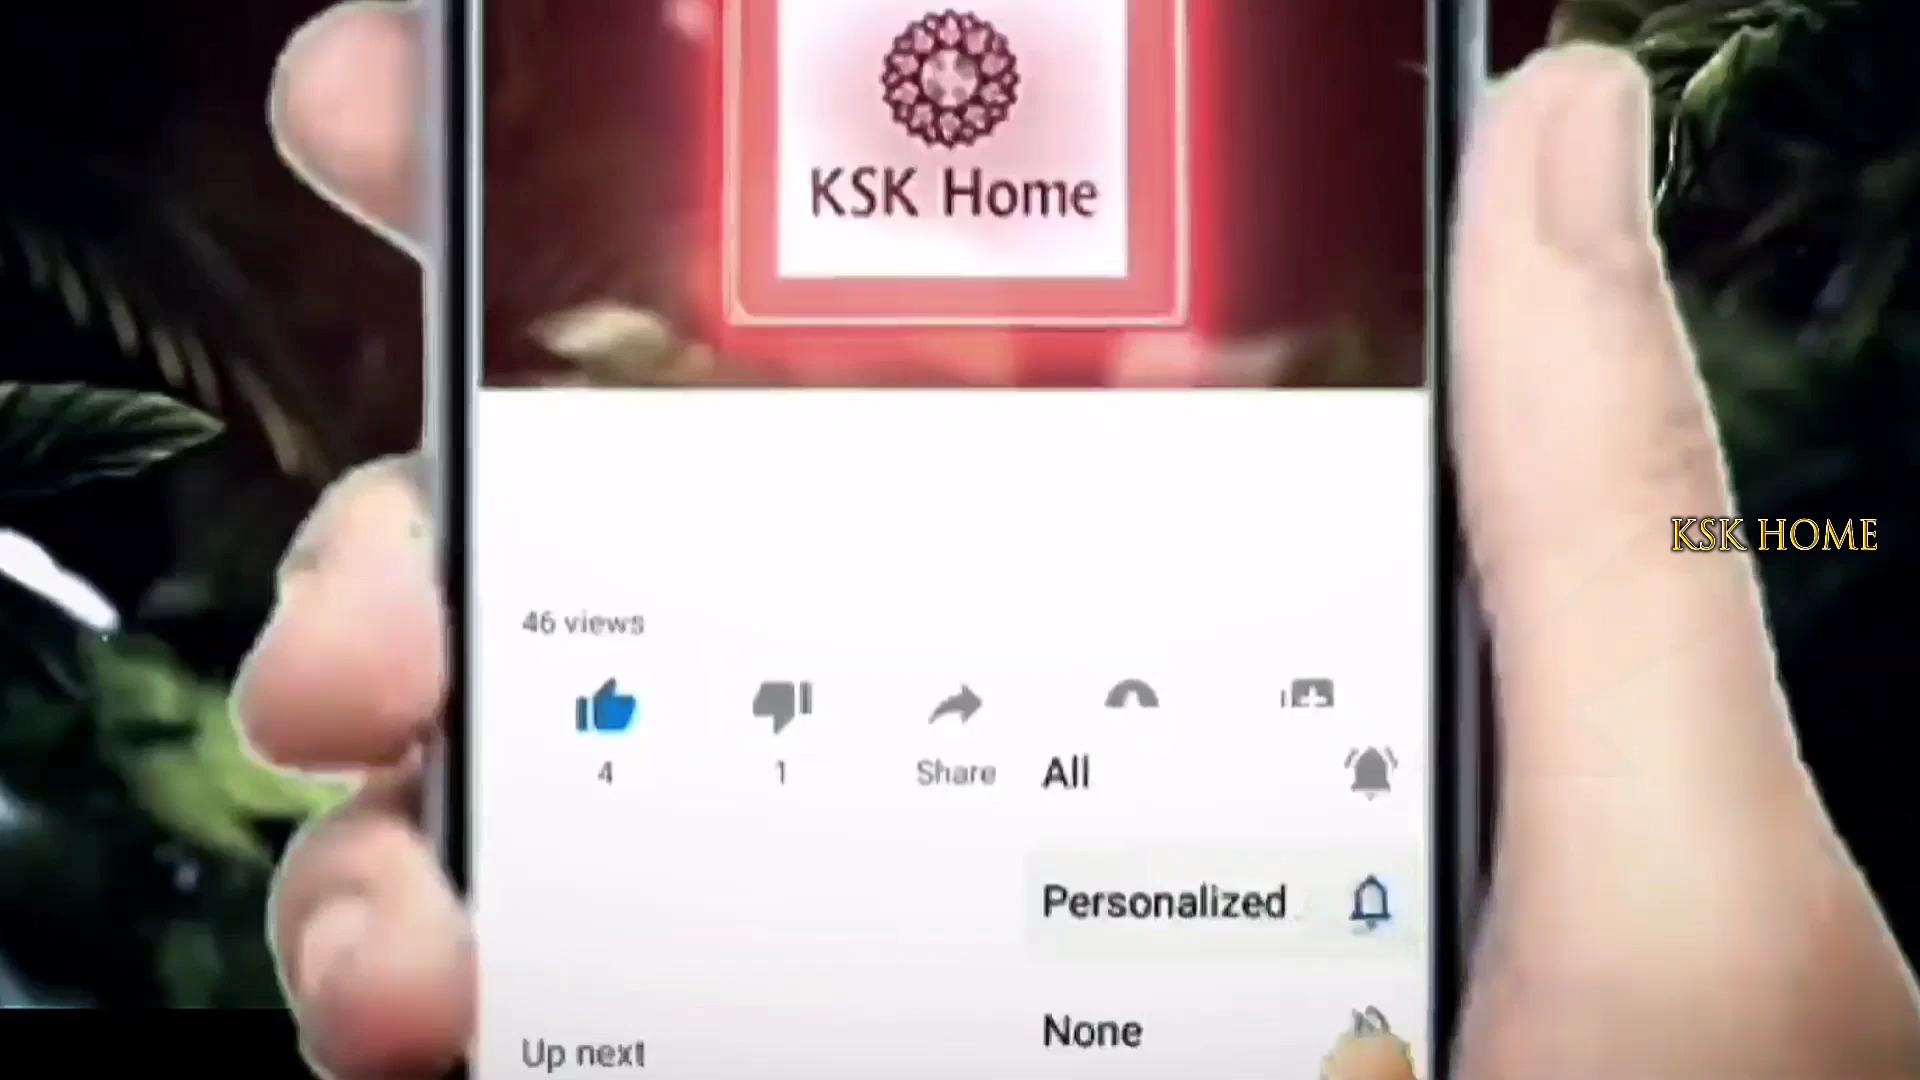 KSK Home
KSK HOME
46 views
4
1
Share
All
Personalized
None
Up next